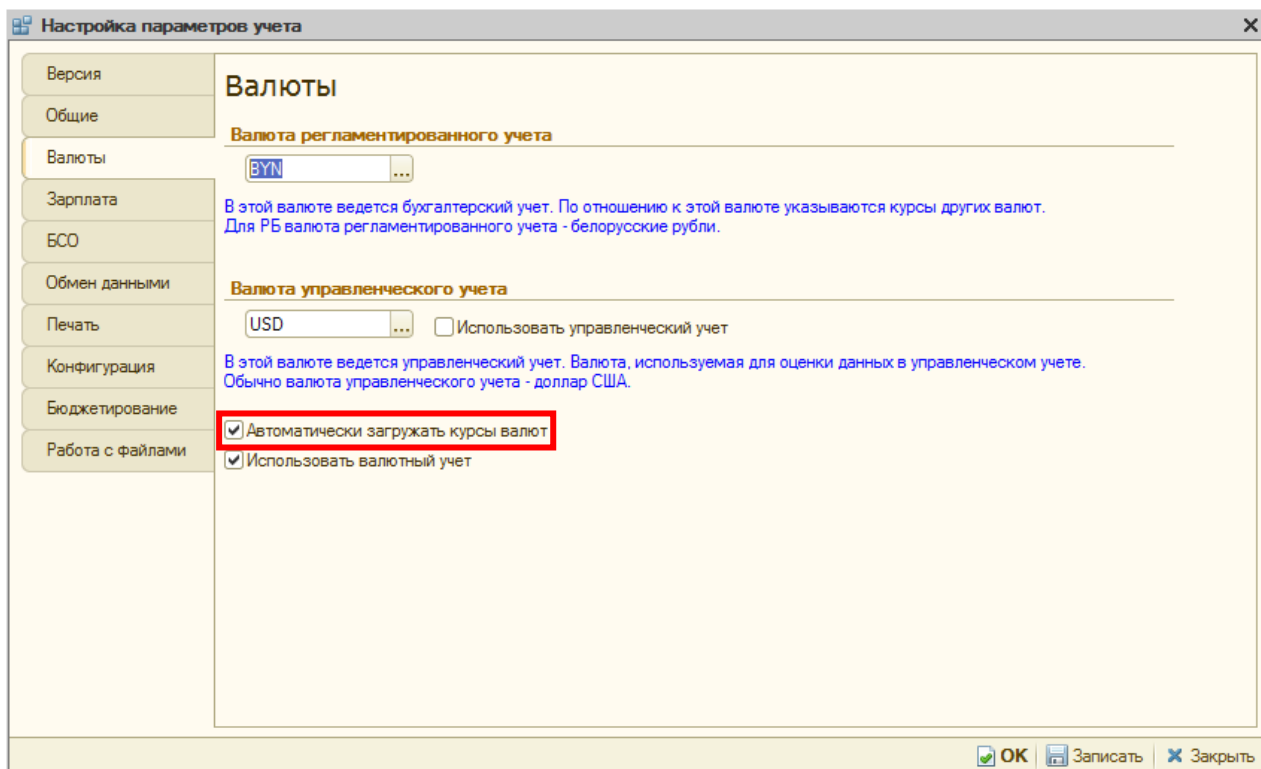 Настройка параметров учета
Версия
Общие
Валюты
Зарплата
БСО
Обмен данными
Печать
Конфигурация
Бюджетирование
Работа с файлами
Валюты
Валюта регламентированного учета
BYN ...
В этой валюте ведется бухгалтерский учет. По отношению к этой валюте указываются курсы других валют.
Для РБ валюта регламентированного учета - белорусские рубли.
Валюта управленческого учета
USD ... Использовать управленческий учет
В этой валюте ведется управленческий учет. Валюта, используемая для оценки данных в управленческом учете.
Обычно валюта управленческого учета - доллар США.
Автоматически загружать курсы валют
Использовать валютный учет
OK Записать Закрыть